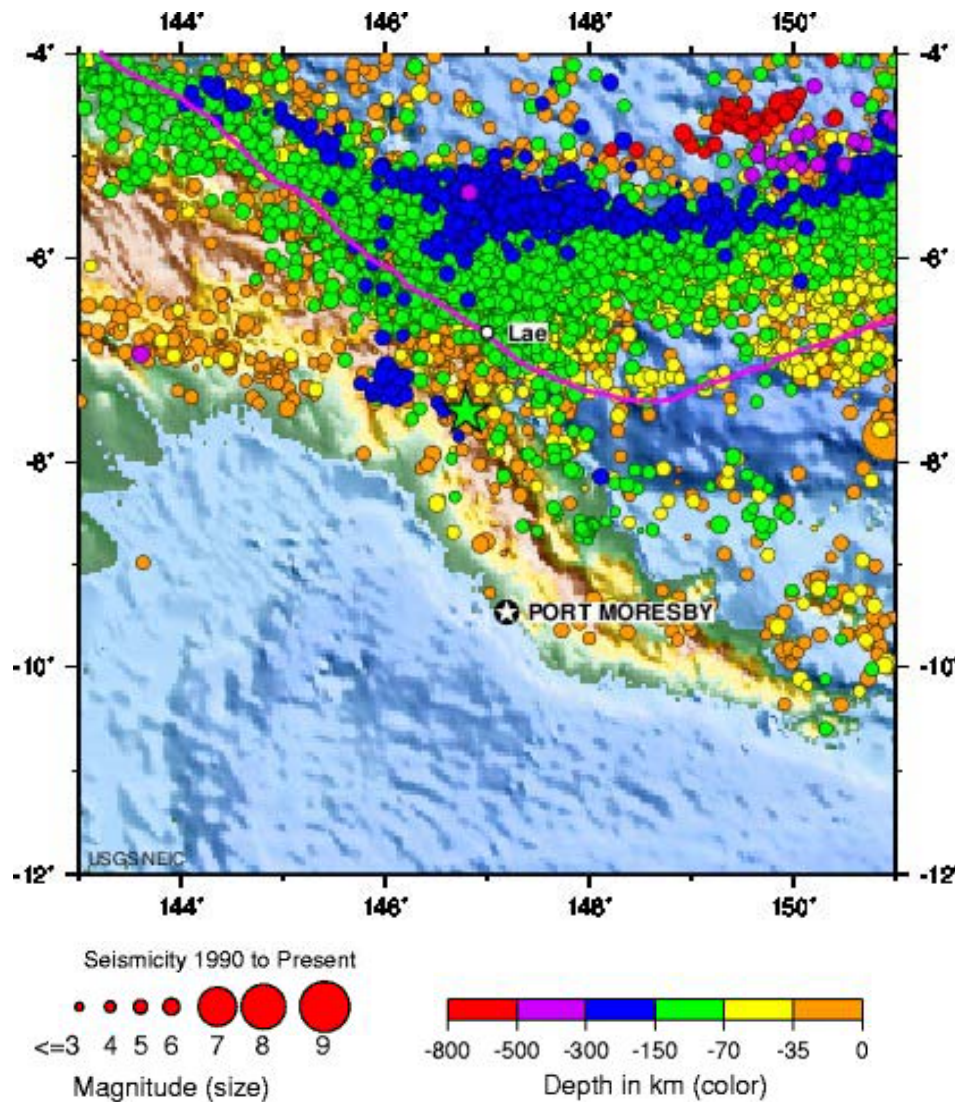 144° 146° 148° 150°
-4° -4°
-6° -6°
Lae
-8° -8°
PORT MORESBY
-10° -10°
USGS NEIC
-12° -12°
144° 146° 148° 150°
Seismicity 1990 to Present
<=3 4 5 6 7 8 9
-800 -500 -300 -150 -70 -35 0
Magnitude (size)
Depth in km (color)